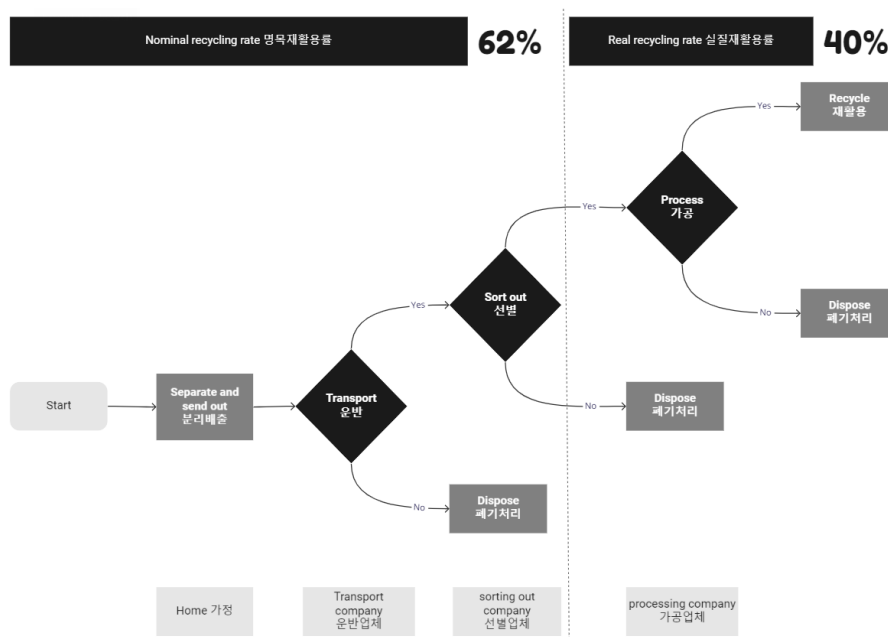 Nominal recycling rate 명목재활용률
62%
Real recycling rate 실질재활용률
40%
Yes
Recycle
재활용
Process
가공
Yes
Sort out
선별
Yes
No
Dispose
폐기처리
Start
Separate and
send out
분리배출
Transport
운반
No
Dispose
폐기처리
No
Dispose
폐기처리
Home 가정
Transport
company
운반업체
sorting out
company
선별업체
processing company
가공업체